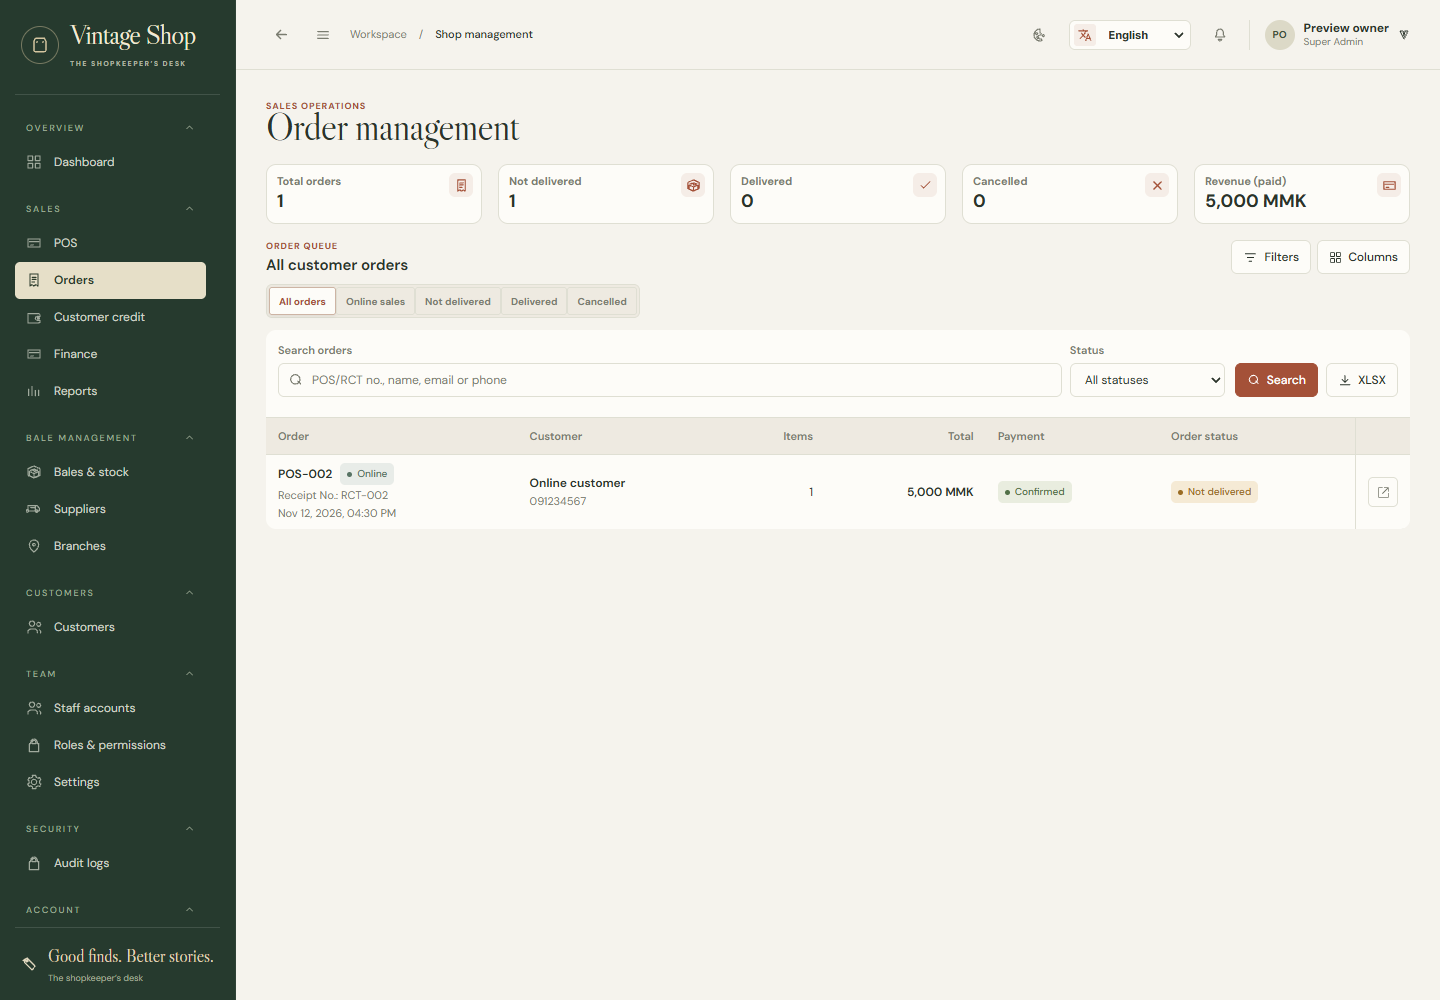 Vintage Shop
THE SHOPKEEPER'S DESK
OVERVIEW
Dashboard
SALES
POS
Orders
Customer credit
Finance
Reports
BALE MANAGEMENT
Bales & stock
Suppliers
Branches
CUSTOMERS
Customers
TEAM
Staff accounts
Roles & permissions
Settings
SECURITY
Audit logs
ACCOUNT
Good finds. Better stories.
The shopkeeper's desk
Workspace / Shop management
English
PO
Preview owner
Super Admin
SALES OPERATIONS
Order management
Total orders
1
Not delivered
1
Delivered
0
Cancelled
0
Revenue (paid)
5,000 MMK
ORDER QUEUE
All customer orders
Filters
Columns
All orders Online sales Not delivered Delivered Cancelled
Search orders
POS/RCT no., name, email or phone
Status
All statuses
Search
XLSX
Order Customer Items Total Payment Order status
POS-002 Online
Receipt No.: RCT-002
Nov 12, 2026, 04:30 PM
Online customer
091234567
1
5,000 MMK
Confirmed
Not delivered